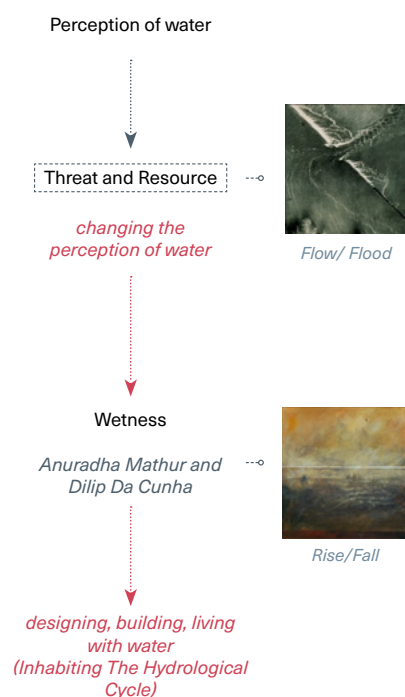 Perception of water
Threat and Resource
changing the
perception of water
Flow/ Flood
Wetness
Anuradha Mathur and
Dilip Da Cunha
Rise/Fall
designing, building, living
with water
(Inhabiting The Hydrological
Cycle)